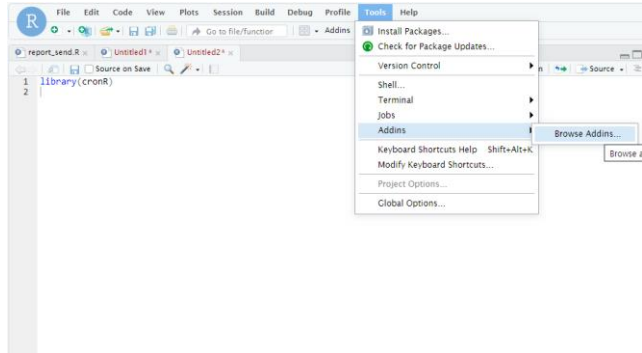 R
File Edit Code View Plots Session Build Debug Profile Tools Help
Go to file/function Addins
report_send.R × Untitled1* × Untitled2* ×
Source on Save
Source
1 library(cronR)
2
Install Packages...
Check for Package Updates...
Version Control
Shell...
Terminal
Jobs
Addins
Browse Addins...
Keyboard Shortcuts Help Shift+Alt+K
Modify Keyboard Shortcuts...
Project Options...
Global Options...